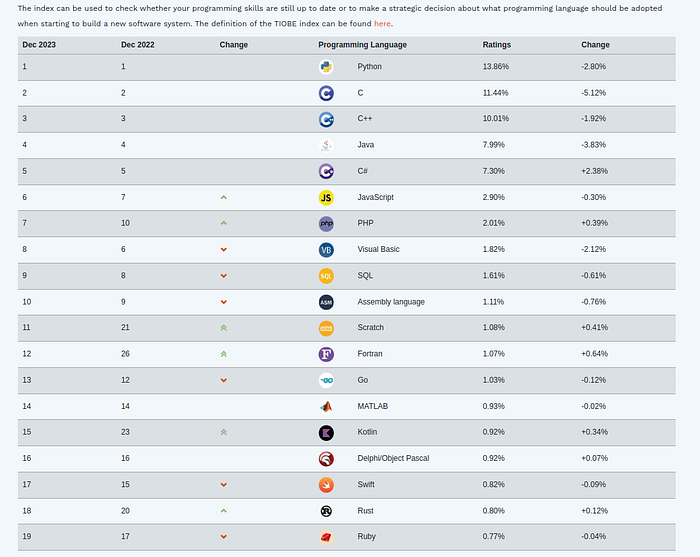 The index can be used to check whether your programming skills are still up to date or to make a strategic decision about what programming language should be adopted
when starting to build a new software system. The definition of the TIOBE index can be found here.
Dec 2023 Dec 2022 Change Programming Language Ratings Change
1 1 Python 13.86% -2.80%
2 2 C 11.44% -5.12%
3 3 C++ 10.01% -1.92%
4 4 Java 7.99% -3.83%
5 5 C# 7.30% +2.38%
6 7 JS JavaScript 2.90% -0.30%
7 10 php PHP 2.01% +0.39%
8 6 VB Visual Basic 1.82% -2.12%
9 8 SQL SQL 1.61% -0.61%
10 9 ASM Assembly language 1.11% -0.76%
11 21 Scratch 1.08% +0.41%
12 26 F Fortran 1.07% +0.64%
13 12 GO Go 1.03% -0.12%
14 14 MATLAB 0.93% -0.02%
15 23 Kotlin 0.92% +0.34%
16 16 Delphi/Object Pascal 0.92% +0.07%
17 15 Swift 0.82% -0.09%
18 20 Rust 0.80% +0.12%
19 17 Ruby 0.77% -0.04%